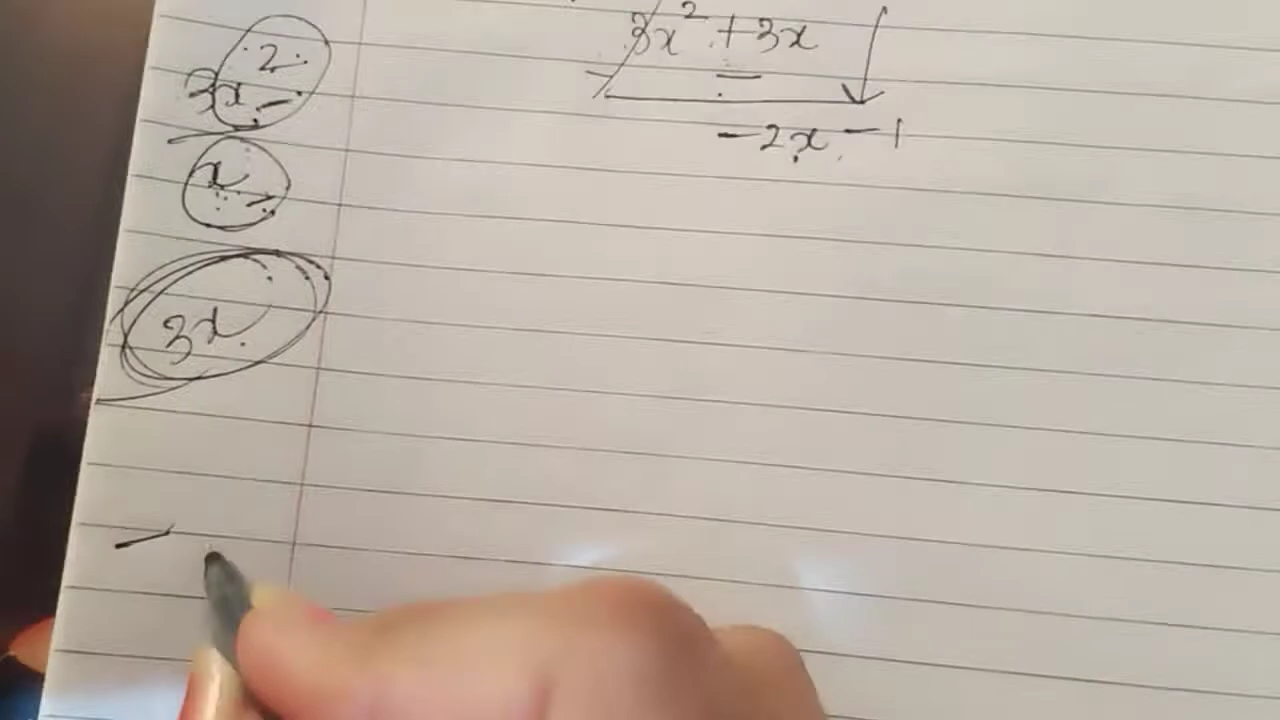 3x² + 3x
-2x - 1
3x²
x
3x
-